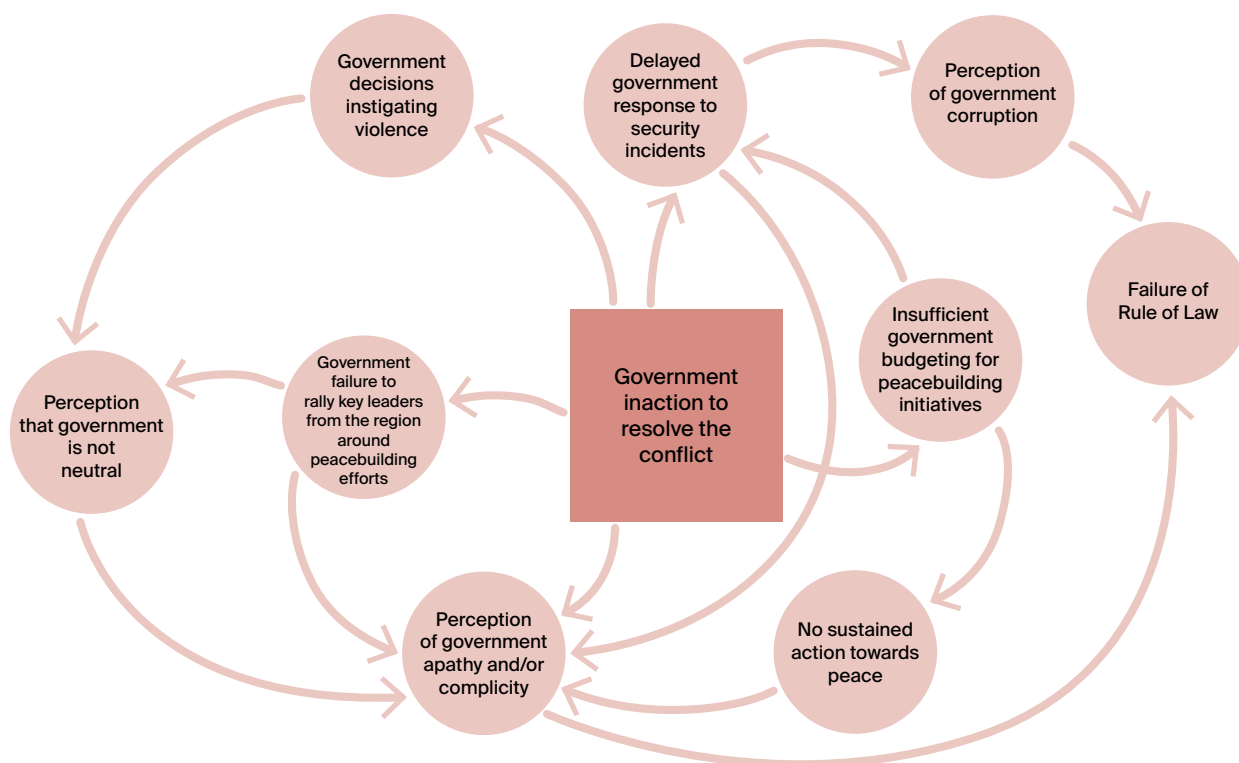 Government
decisions
instigating
violence
Delayed
government
response to
security
incidents
Perception
of government
corruption
Failure of
Rule of Law
Insufficient
government
budgeting for
peacebuilding
initiatives
Government
inaction to
resolve the
conflict
Government
failure to
rally key leaders
from the region
around
peacebuilding
efforts
Perception
that government
is not
neutral
Perception
of government
apathy and/or
complicity
No sustained
action towards
peace